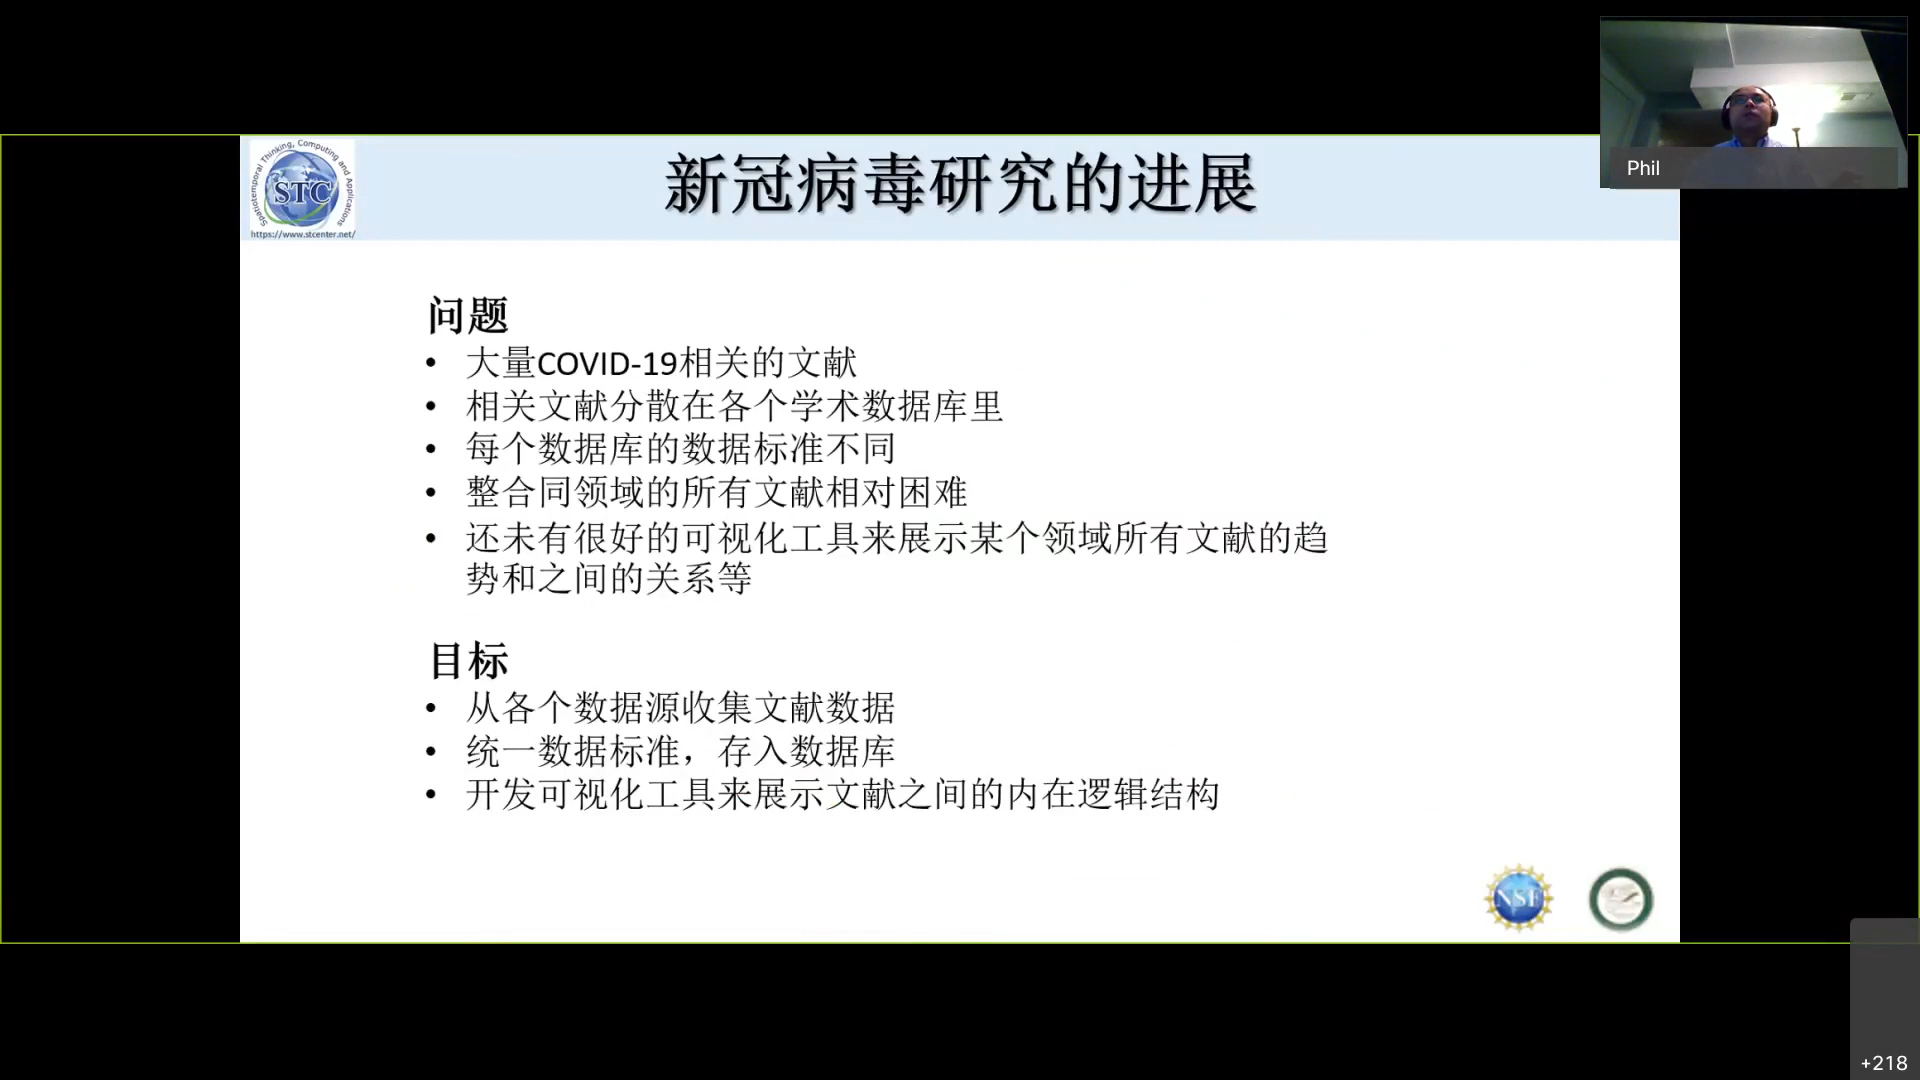 Spatiotemporal Thinking, Computing and Applications
STC
https://www.stcenter.net/
新冠病毒研究的进展
Phil
问题
• 大量COVID-19相关的文献
• 相关文献分散在各个学术数据库里
• 每个数据库的数据标准不同
• 整合同领域的所有文献相对困难
• 还未有很好的可视化工具来展示某个领域所有文献的趋
势和之间的关系等
目标
• 从各个数据源收集文献数据
• 统一数据标准，存入数据库
• 开发可视化工具来展示文献之间的内在逻辑结构
NSF
+218